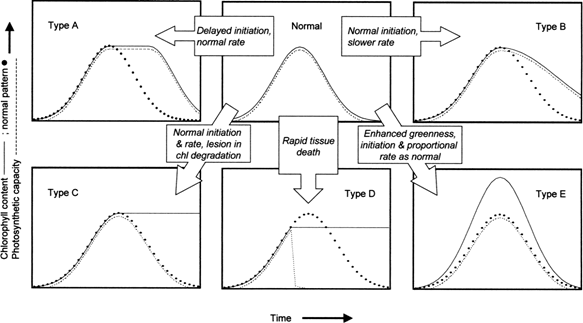 Type A
Delayed initiation,
normal rate
Normal
Normal initiation,
slower rate
Type B
Normal initiation
& rate, lesion in
chl degradation
Rapid tissue
death
Enhanced greenness,
initiation & proportional
rate as normal
Type C
Type D
Type E
Chlorophyll content —— ; normal pattern ●
Photosynthetic capacity
Time